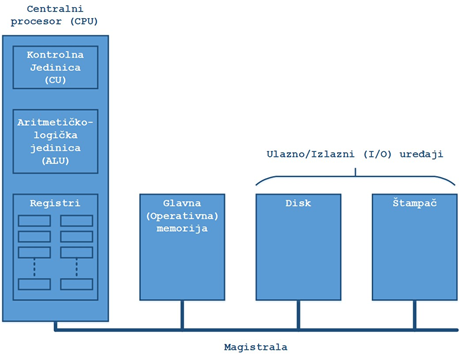 Centralni
procesor (CPU)
Kontrolna
Jedinica
(CU)
Aritmetičko-
logička
jedinica
(ALU)
Registri
Ulazno/Izlazni (I/O) uređaji
Glavna
(Operativna)
memorija
Disk
Štampač
Magistrala